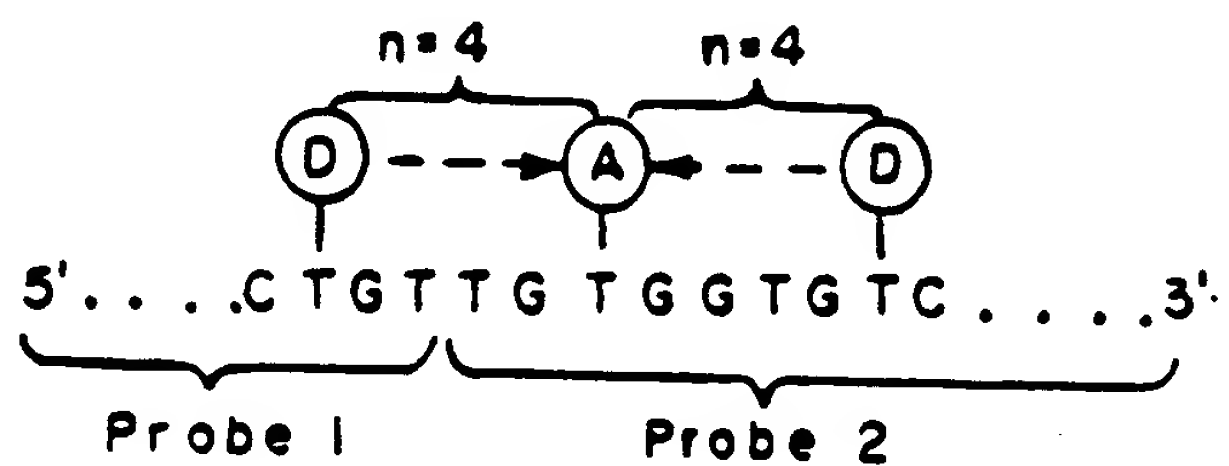 n=4 n=4
D A D
5'. . . .C T G T T G T G G T G T C . . . .3'
Probe 1 Probe 2